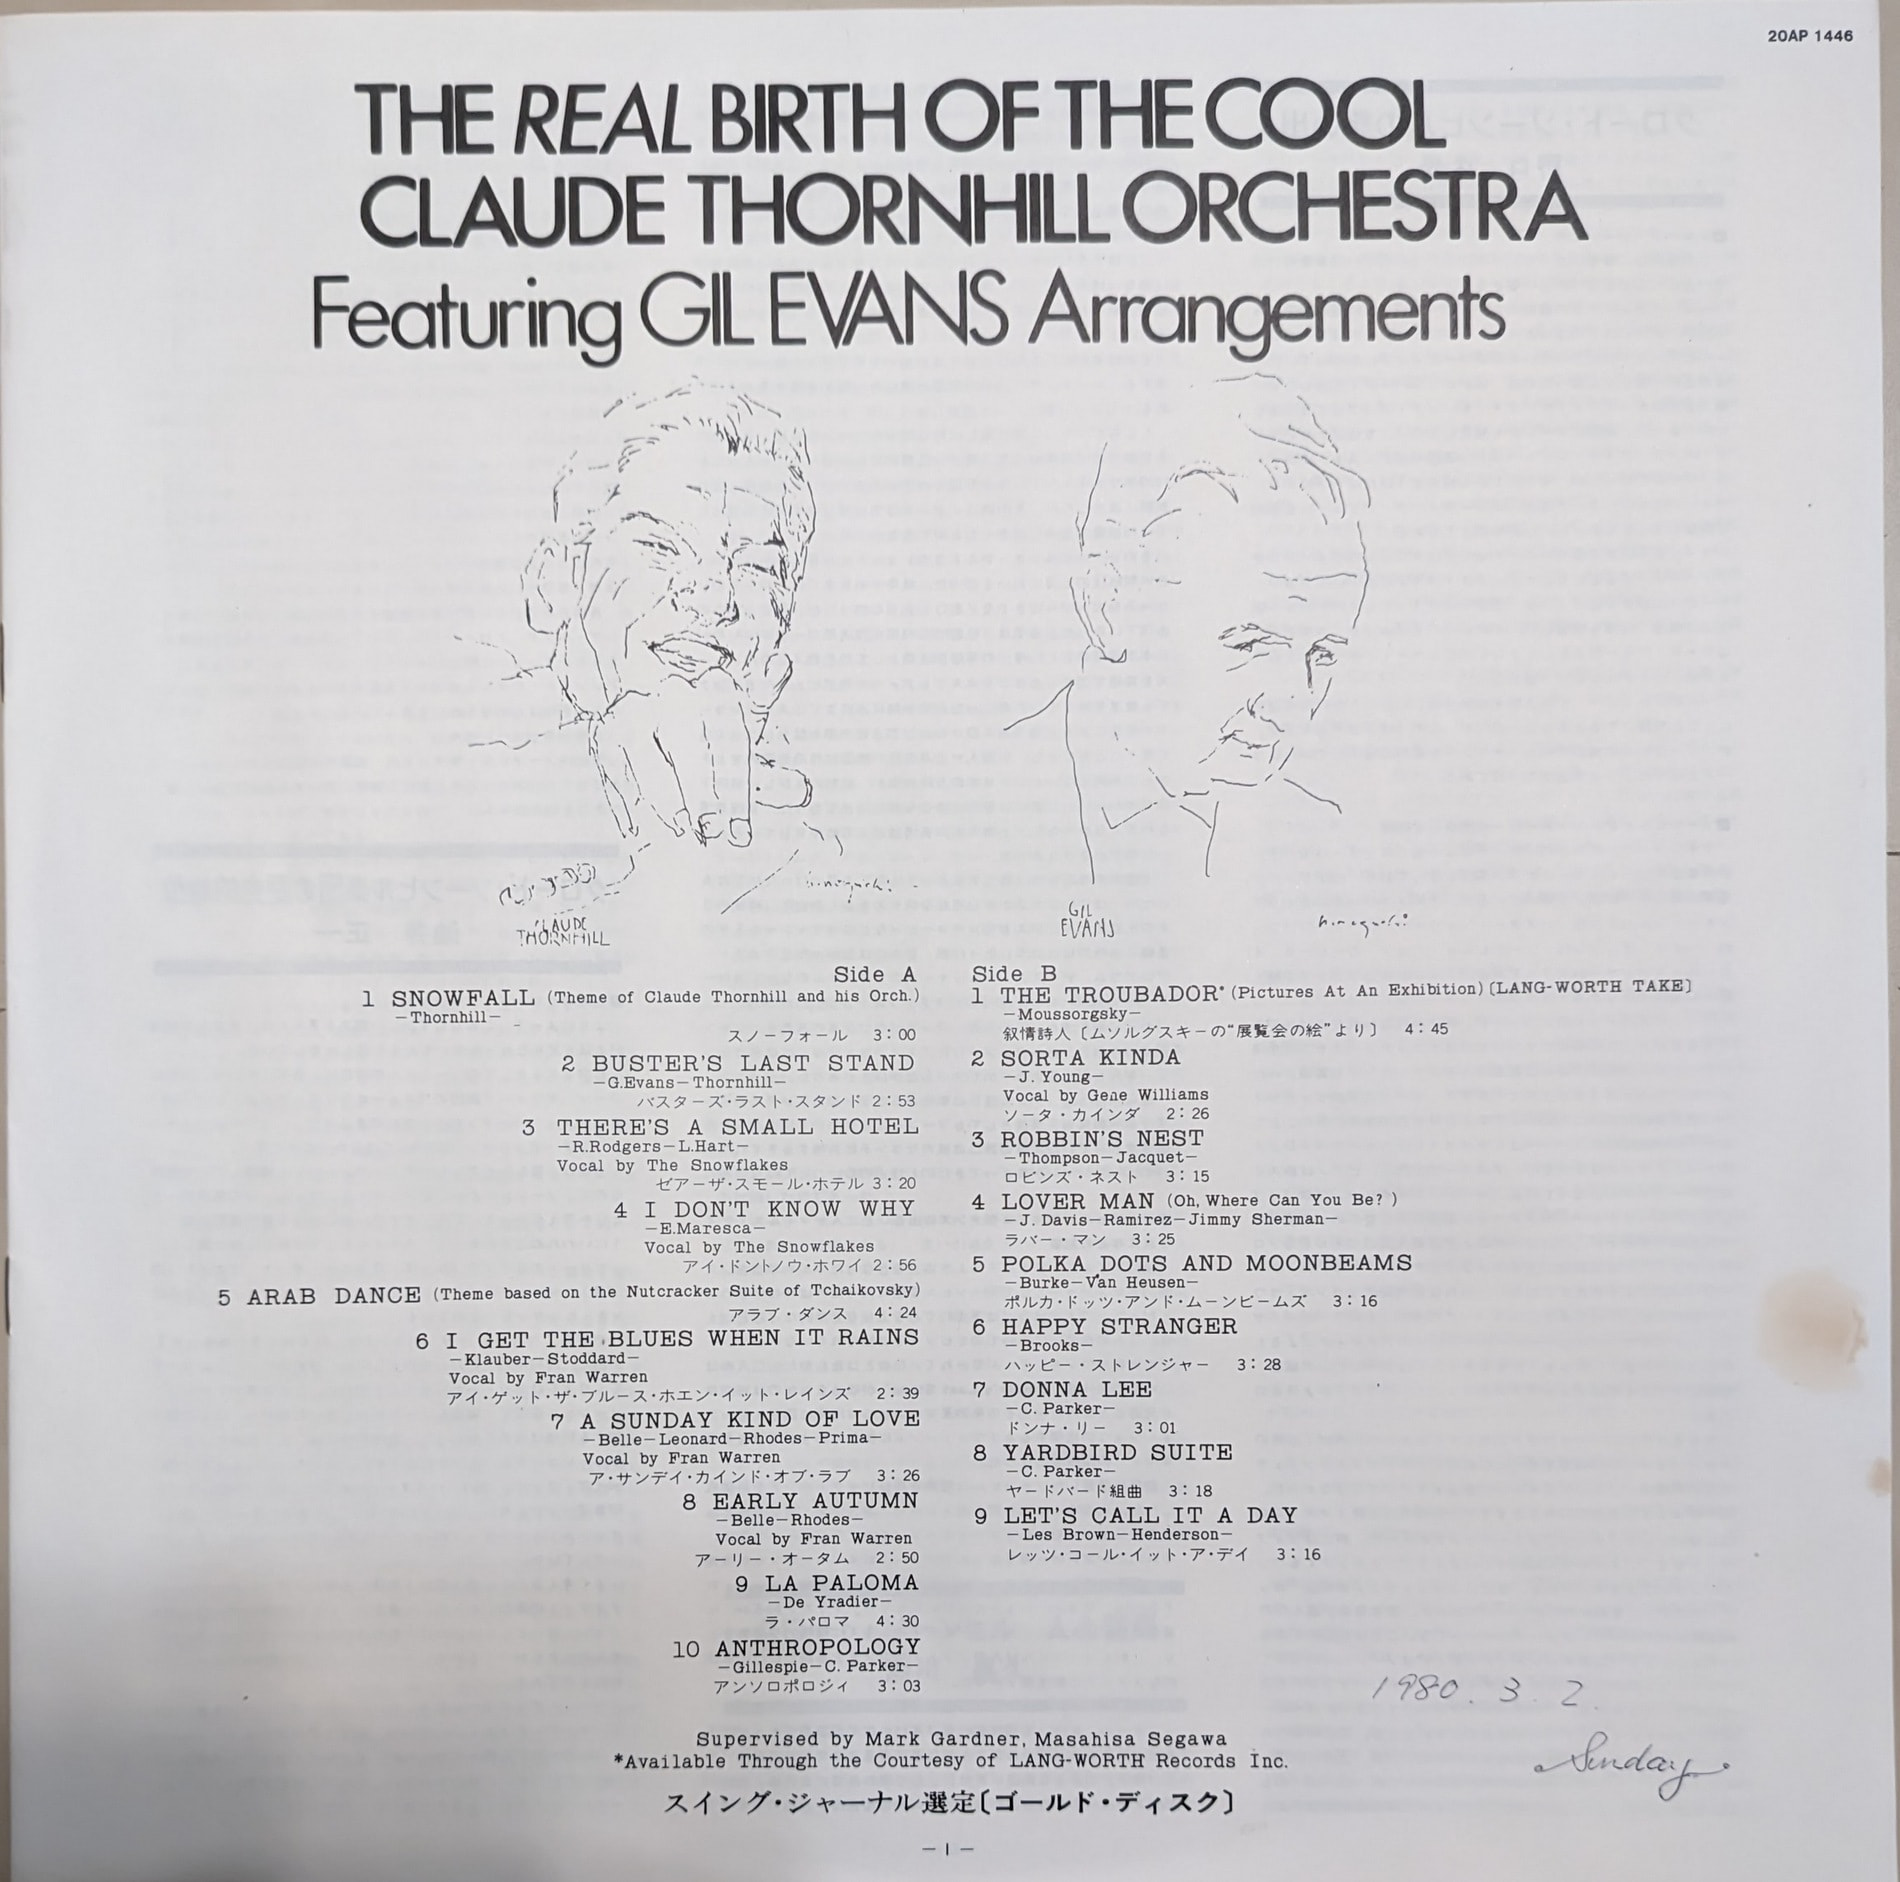 20AP 1446
THE REAL BIRTH OF THE COOL
CLAUDE THORNHILL ORCHESTRA
Featuring GIL EVANS Arrangements
CLAUDE
THORNHILL
GIL
EVANS
Side A
1 SNOWFALL (Theme of Claude Thornhill and his Orch.)
—Thornhill—
スノーフォール 3:00
2 BUSTER'S LAST STAND
—G.Evans—Thornhill—
バスターズ・ラスト・スタンド 2:53
3 THERE'S A SMALL HOTEL
—R.Rodgers—L.Hart—
Vocal by The Snowflakes
ゼアーザ・スモール・ホテル 3:20
4 I DON'T KNOW WHY
—E.Maresca—
Vocal by The Snowflakes
アイ・ドントノウ・ホワイ 2:56
5 ARAB DANCE (Theme based on the Nutcracker Suite of Tchaikovsky)
アラブ・ダンス 4:24
6 I GET THE BLUES WHEN IT RAINS
—Klauber—Stoddard—
Vocal by Fran Warren
アイ・ゲット・ザ・ブルース・ホエン・イット・レインズ 2:39
7 A SUNDAY KIND OF LOVE
—Belle—Leonard—Rhodes—Prima—
Vocal by Fran Warren
ア・サンデイ・カインド・オブ・ラブ 3:26
8 EARLY AUTUMN
—Belle—Rhodes—
Vocal by Fran Warren
アーリー・オータム 2:50
9 LA PALOMA
—De Yradier—
ラ・パロマ 4:30
10 ANTHROPOLOGY
—Gillespie—C. Parker—
アンソロポロジィ 3:03
Side B
1 THE TROUBADOR* (Pictures At An Exhibition) [LANG-WORTH TAKE]
—Moussorgsky—
叙情詩人〔ムソルグスキーの“展覧会の絵”より〕 4:45
2 SORTA KINDA
—J. Young—
Vocal by Gene Williams
ソータ・カインダ 2:26
3 ROBBIN'S NEST
—Thompson—Jacquet—
ロビンズ・ネスト 3:15
4 LOVER MAN (Oh, Where Can You Be?)
—J. Davis—Ramirez—Jimmy Sherman—
ラバー・マン 3:25
5 POLKA DOTS AND MOONBEAMS
—Burke—Van Heusen—
ポルカ・ドッツ・アンド・ムーンビームズ 3:16
6 HAPPY STRANGER
—Brooks—
ハッピー・ストレンジャー 3:28
7 DONNA LEE
—C. Parker—
ドンナ・リー 3:01
8 YARDBIRD SUITE
—C. Parker—
ヤードバード組曲 3:18
9 LET'S CALL IT A DAY
—Les Brown—Henderson—
レッツ・コール・イット・ア・デイ 3:16
1980. 3. 2.
Sunday.
Supervised by Mark Gardner, Masahisa Segawa
*Available Through the Courtesy of LANG-WORTH Records Inc.
スイング・ジャーナル選定〔ゴールド・ディスク〕
—1—